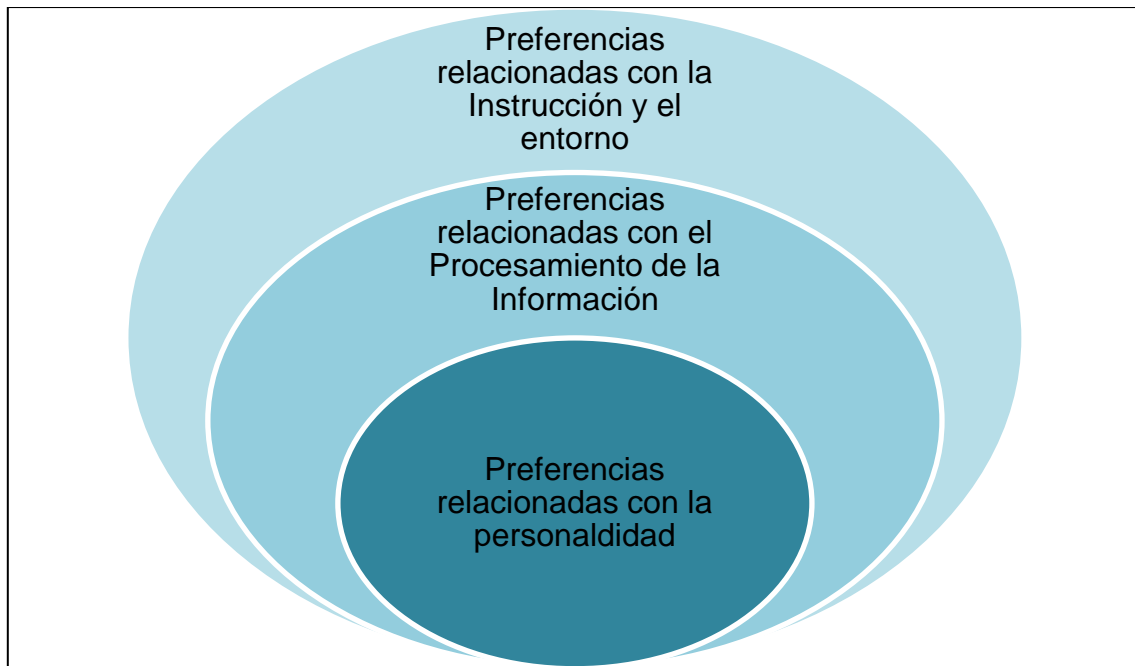 Preferencias
relacionadas con la
Instrucción y el
entorno
Preferencias
relacionadas con el
Procesamiento de la
Información
Preferencias
relacionadas con la
personaldidad